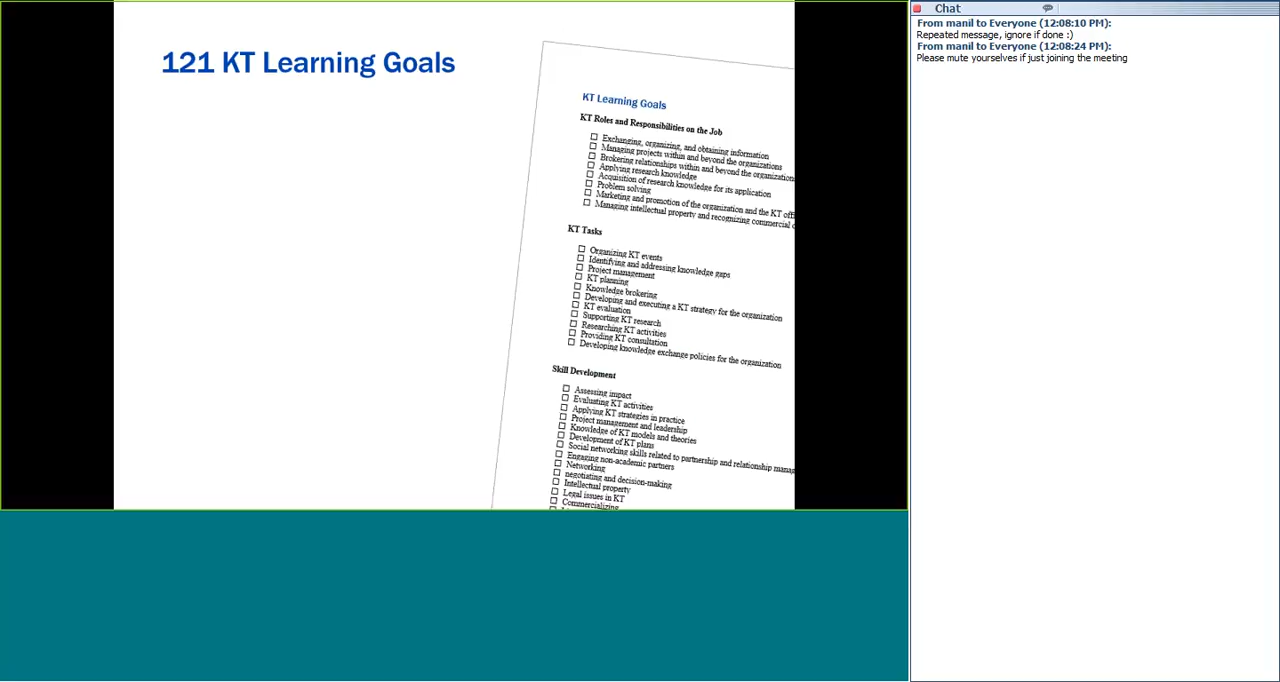 121 KT Learning Goals
KT Learning Goals
KT Roles and Responsibilities on the Job
Exchanging, organizing, and obtaining information
Managing projects within and beyond the organizations
Brokering relationships within and beyond the organization
Applying research knowledge
Acquisition of research knowledge for its application
Problem solving
Marketing and promotion of the organization and the KT
Managing intellectual property and recognizing commercial
KT Tasks
Organizing KT events
Identifying and addressing knowledge gaps
Project management
KT planning
Knowledge brokering
Developing and executing a KT strategy for the organization
KT evaluation
Supporting KT research
Researching KT activities
Providing KT consultation
Developing knowledge exchange policies for the organization
Skill Development
Assessing impact
Evaluating KT activities
Applying KT strategies in practice
Project management and leadership
Knowledge of KT models and theories
Development of KT plans
Social networking skills related to partnership and relationship
Engaging non-academic partners
Networking
negotiating and decision-making
Intellectual property
Legal issues in KT
Commercializing
Chat
From manil to Everyone (12:08:10 PM):
Repeated message, ignore if done :)
From manil to Everyone (12:08:24 PM):
Please mute yourselves if just joining the meeting